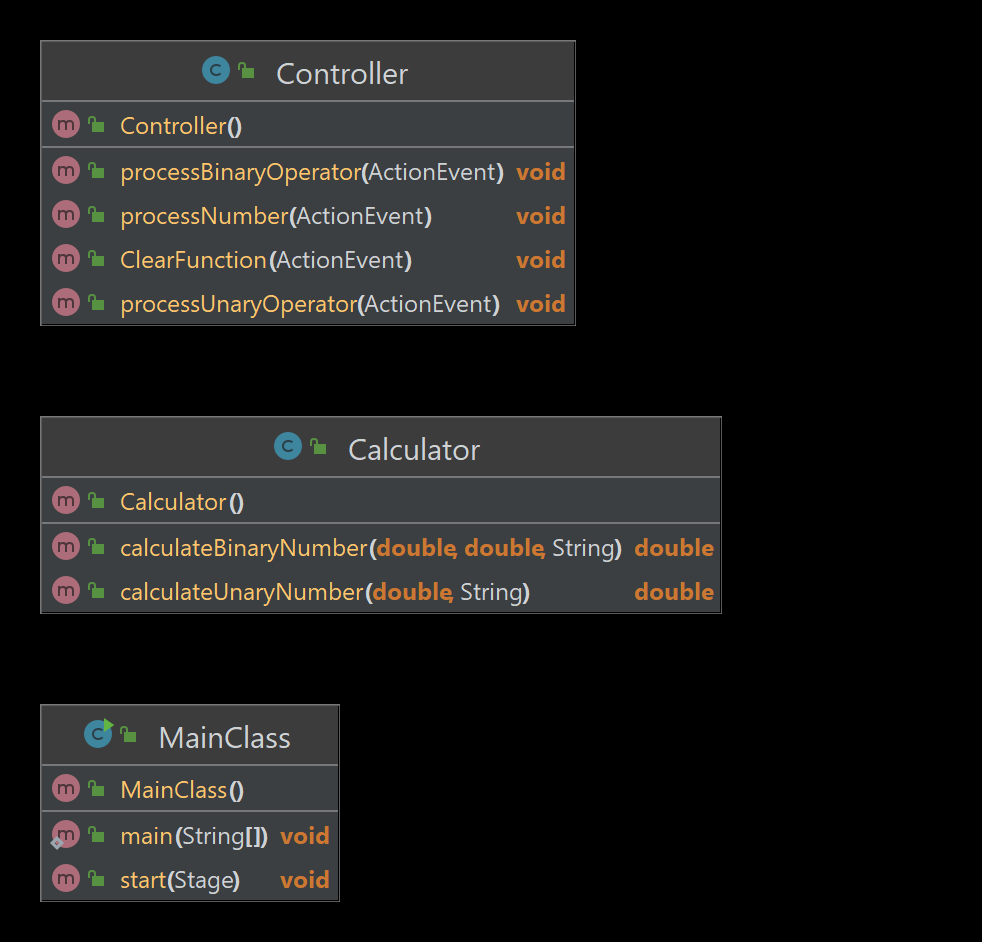 C Controller
m Controller()
m processBinaryOperator(ActionEvent) void
m processNumber(ActionEvent) void
m ClearFunction(ActionEvent) void
m processUnaryOperator(ActionEvent) void
C Calculator
m Calculator()
m calculateBinaryNumber(double, double, String) double
m calculateUnaryNumber(double, String) double
C MainClass
m MainClass()
m main(String[]) void
m start(Stage) void